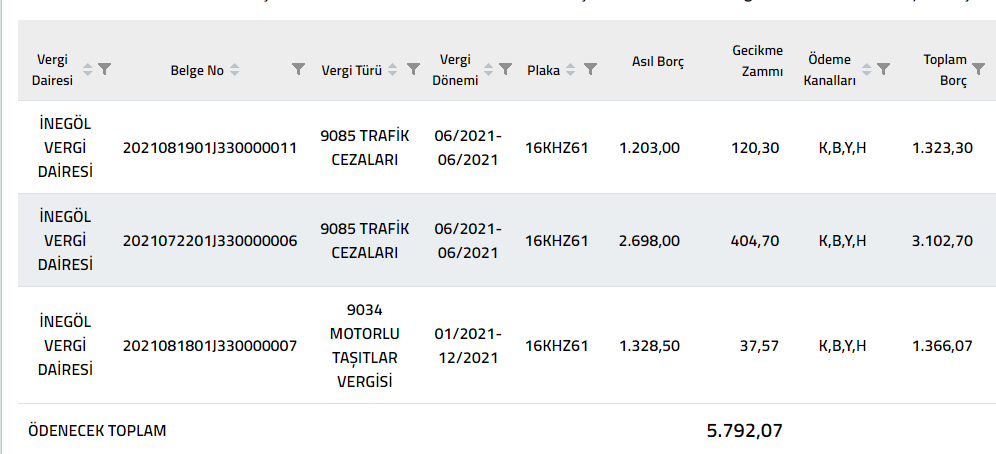 Vergi Dairesi Belge No Vergi Türü Vergi Dönemi Plaka Asıl Borç Gecikme Zammı Ödeme Kanalları Toplam Borç
İNEGÖL VERGİ DAİRESİ 2021081901J330000011 9085 TRAFİK CEZALARI 06/2021-06/2021 16KHZ61 1.203,00 120,30 K,B,Y,H 1.323,30
İNEGÖL VERGİ DAİRESİ 2021072201J330000006 9085 TRAFİK CEZALARI 06/2021-06/2021 16KHZ61 2.698,00 404,70 K,B,Y,H 3.102,70
İNEGÖL VERGİ DAİRESİ 2021081801J330000007 9034 MOTORLU TAŞITLAR VERGİSİ 01/2021-12/2021 16KHZ61 1.328,50 37,57 K,B,Y,H 1.366,07
ÖDENECEK TOPLAM 5.792,07